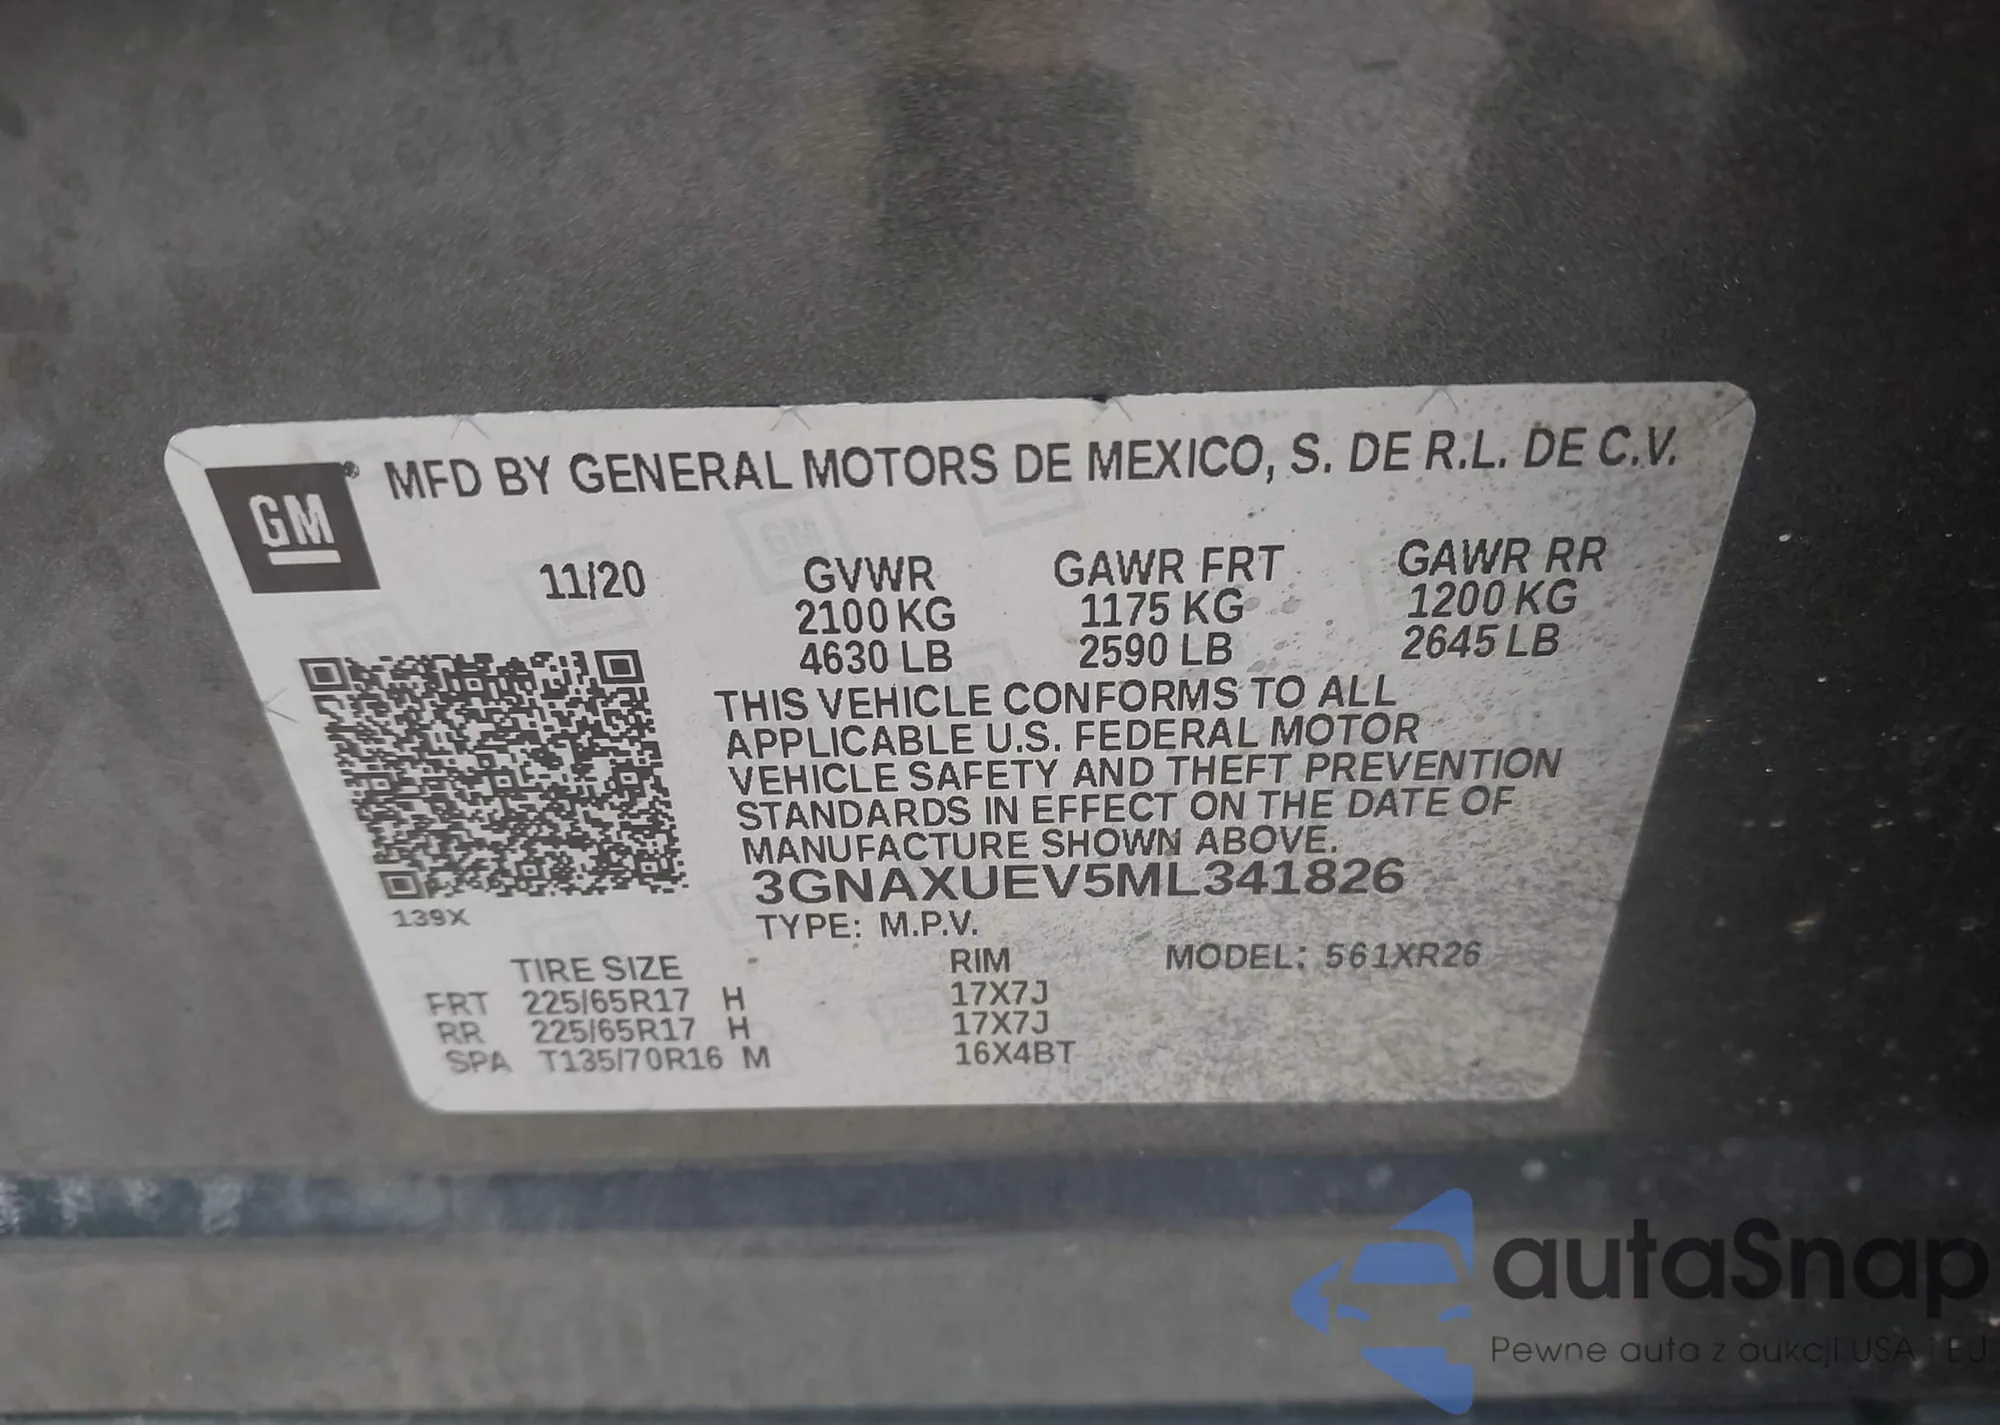 GM® MFD BY GENERAL MOTORS DE MEXICO, S. DE R.L. DE C.V.
11/20 GVWR GAWR FRT GAWR RR
2100 KG 1175 KG 1200 KG
4630 LB 2590 LB 2645 LB
THIS VEHICLE CONFORMS TO ALL
APPLICABLE U.S. FEDERAL MOTOR
VEHICLE SAFETY AND THEFT PREVENTION
STANDARDS IN EFFECT ON THE DATE OF
MANUFACTURE SHOWN ABOVE.
3GNAXUEV5ML341826
139X TYPE: M.P.V.
TIRE SIZE RIM MODEL: 561XR26
FRT 225/65R17 H 17X7J
RR 225/65R17 H 17X7J
SPA T135/70R16 M 16X4BT
autaSnap
Pewne auta z aukcji USA i EU